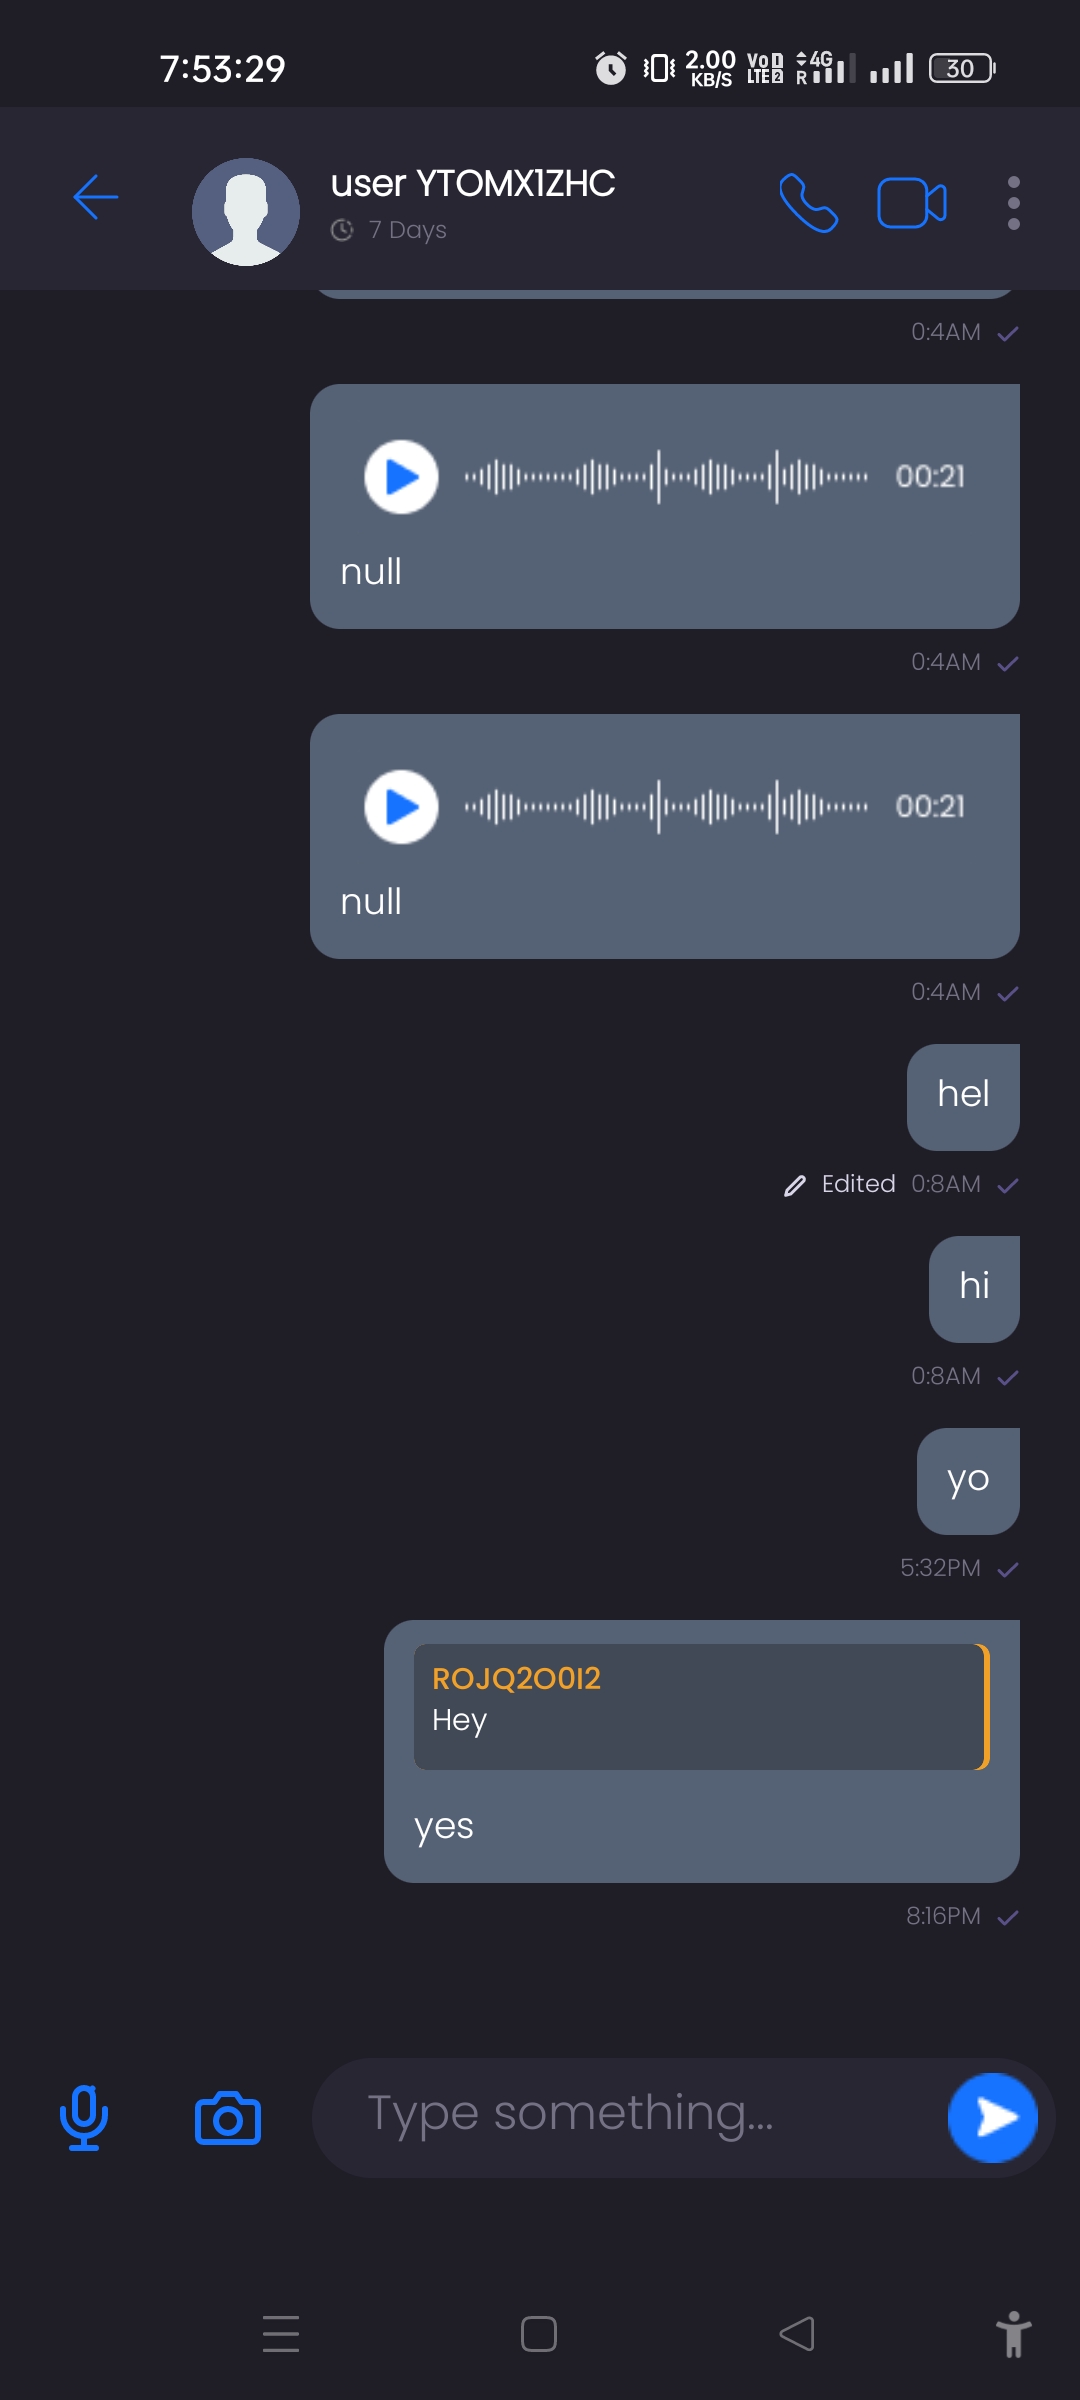 7:53:29
2.00 KB/S
Vo LTE 2
4G
R
30
user YTOMX1ZHC
7 Days
0:4AM
00:21
null
0:4AM
00:21
null
0:4AM
hel
Edited 0:8AM
hi
0:8AM
yo
5:32PM
ROJQ2O0I2
Hey
yes
8:16PM
Type something...